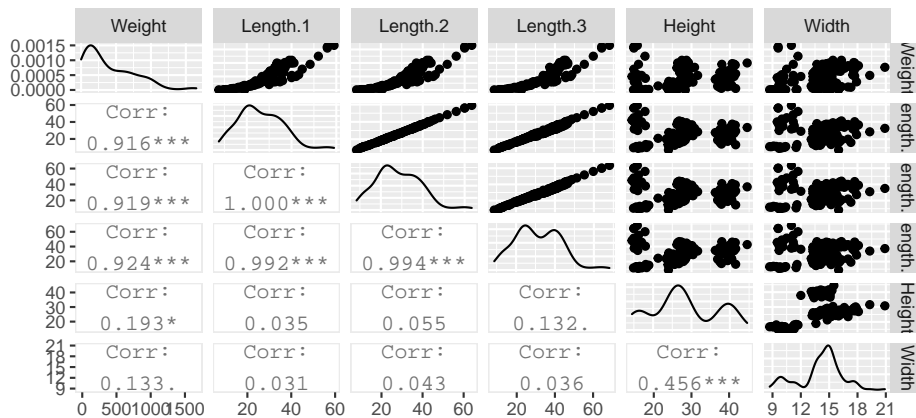 Weight Length.1 Length.2 Length.3 Height Width
0.0015
0.0010
0.0005
0.0000
Weight
60
40
20
Corr:
0.916***
ength.
60
40
20
Corr: Corr:
0.919*** 1.000***
ength.
60
40
20
Corr: Corr: Corr:
0.924*** 0.992*** 0.994***
ength.
40
30
20
Corr: Corr: Corr: Corr:
0.193* 0.035 0.055 0.132.
Height
21
18
15
12
9
Corr: Corr: Corr: Corr: Corr:
0.133. 0.031 0.043 0.036 0.456***
Width
0 500 1000 1500 20 40 60 20 40 60 20 40 60 20 30 40 9 12 15 18 21